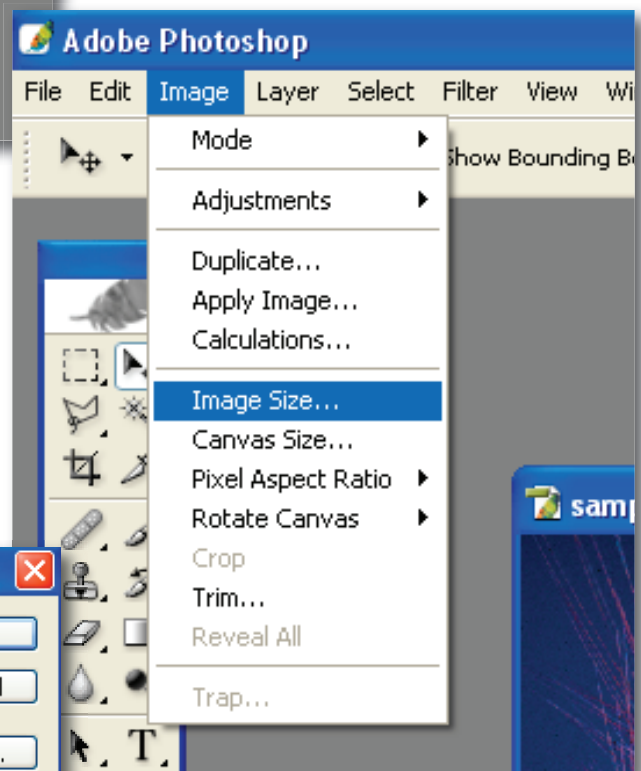 Adobe Photoshop
File Edit Image Layer Select Filter View Wi
Mode
Show Bounding B
Adjustments
Duplicate...
Apply Image...
Calculations...
Image Size...
Canvas Size...
Pixel Aspect Ratio
Rotate Canvas
Crop
Trim...
Reveal All
Trap...
samp
T